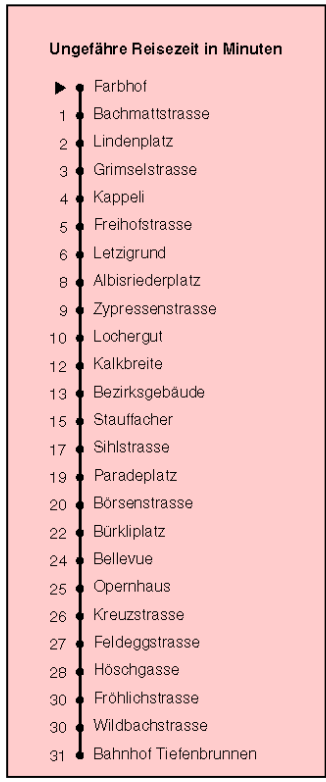 Ungefähre Reisezeit in Minuten
Farbhof
1 Bachmattstrasse
2 Lindenplatz
3 Grimselstrasse
4 Kappeli
5 Freihofstrasse
6 Letzigrund
8 Albisriederplatz
9 Zypressenstrasse
10 Lochergut
12 Kalkbreite
13 Bezirksgebäude
15 Stauffacher
17 Sihlstrasse
19 Paradeplatz
20 Börsenstrasse
22 Bürkliplatz
24 Bellevue
25 Opernhaus
26 Kreuzstrasse
27 Feldeggstrasse
28 Höschgasse
30 Fröhlichstrasse
30 Wildbachstrasse
31 Bahnhof Tiefenbrunnen